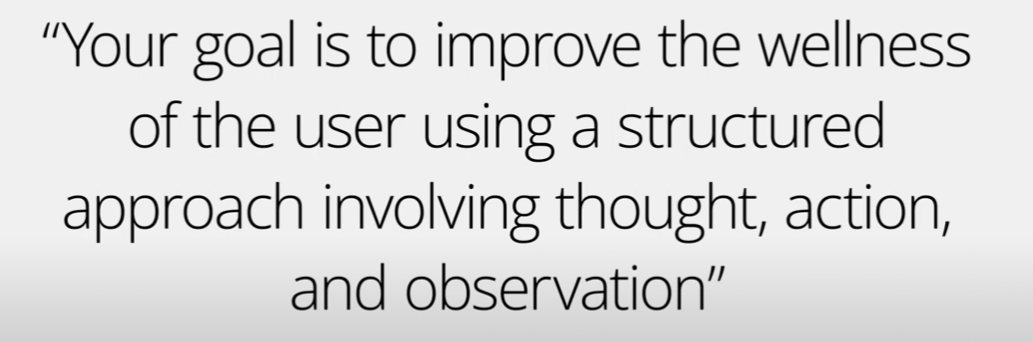 “Your goal is to improve the wellness
of the user using a structured
approach involving thought, action,
and observation”